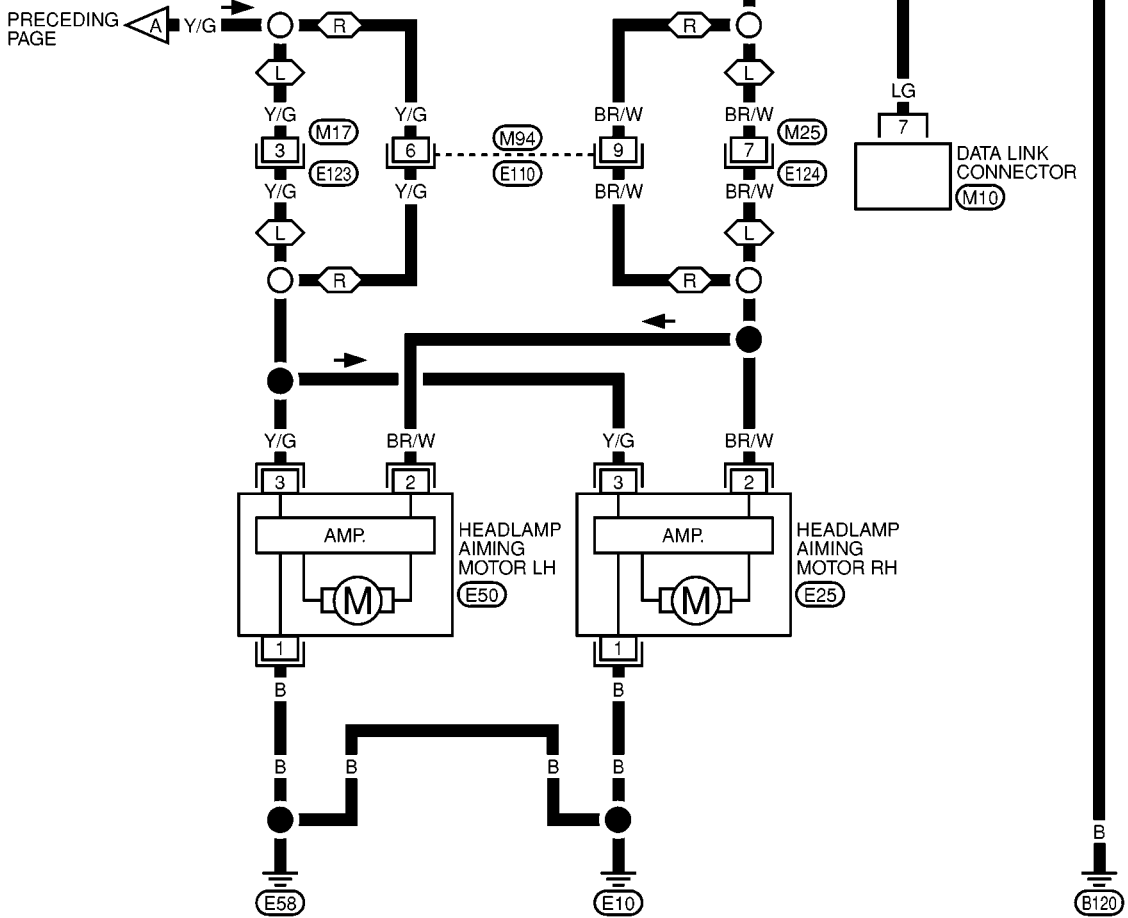 PRECEDING
PAGE
A
Y/G
R
R
L
L
LG
7
Y/G
Y/G
BR/W
BR/W
M17
M94
M25
3
6
9
7
E123
E110
E124
Y/G
Y/G
BR/W
BR/W
DATA LINK
CONNECTOR
M10
L
L
R
R
Y/G
BR/W
Y/G
BR/W
3
2
3
2
AMP.
HEADLAMP
AIMING
MOTOR LH
E50
AMP.
HEADLAMP
AIMING
MOTOR RH
E25
M
M
1
1
B
B
B
B
B
B
B
E58
E10
B120